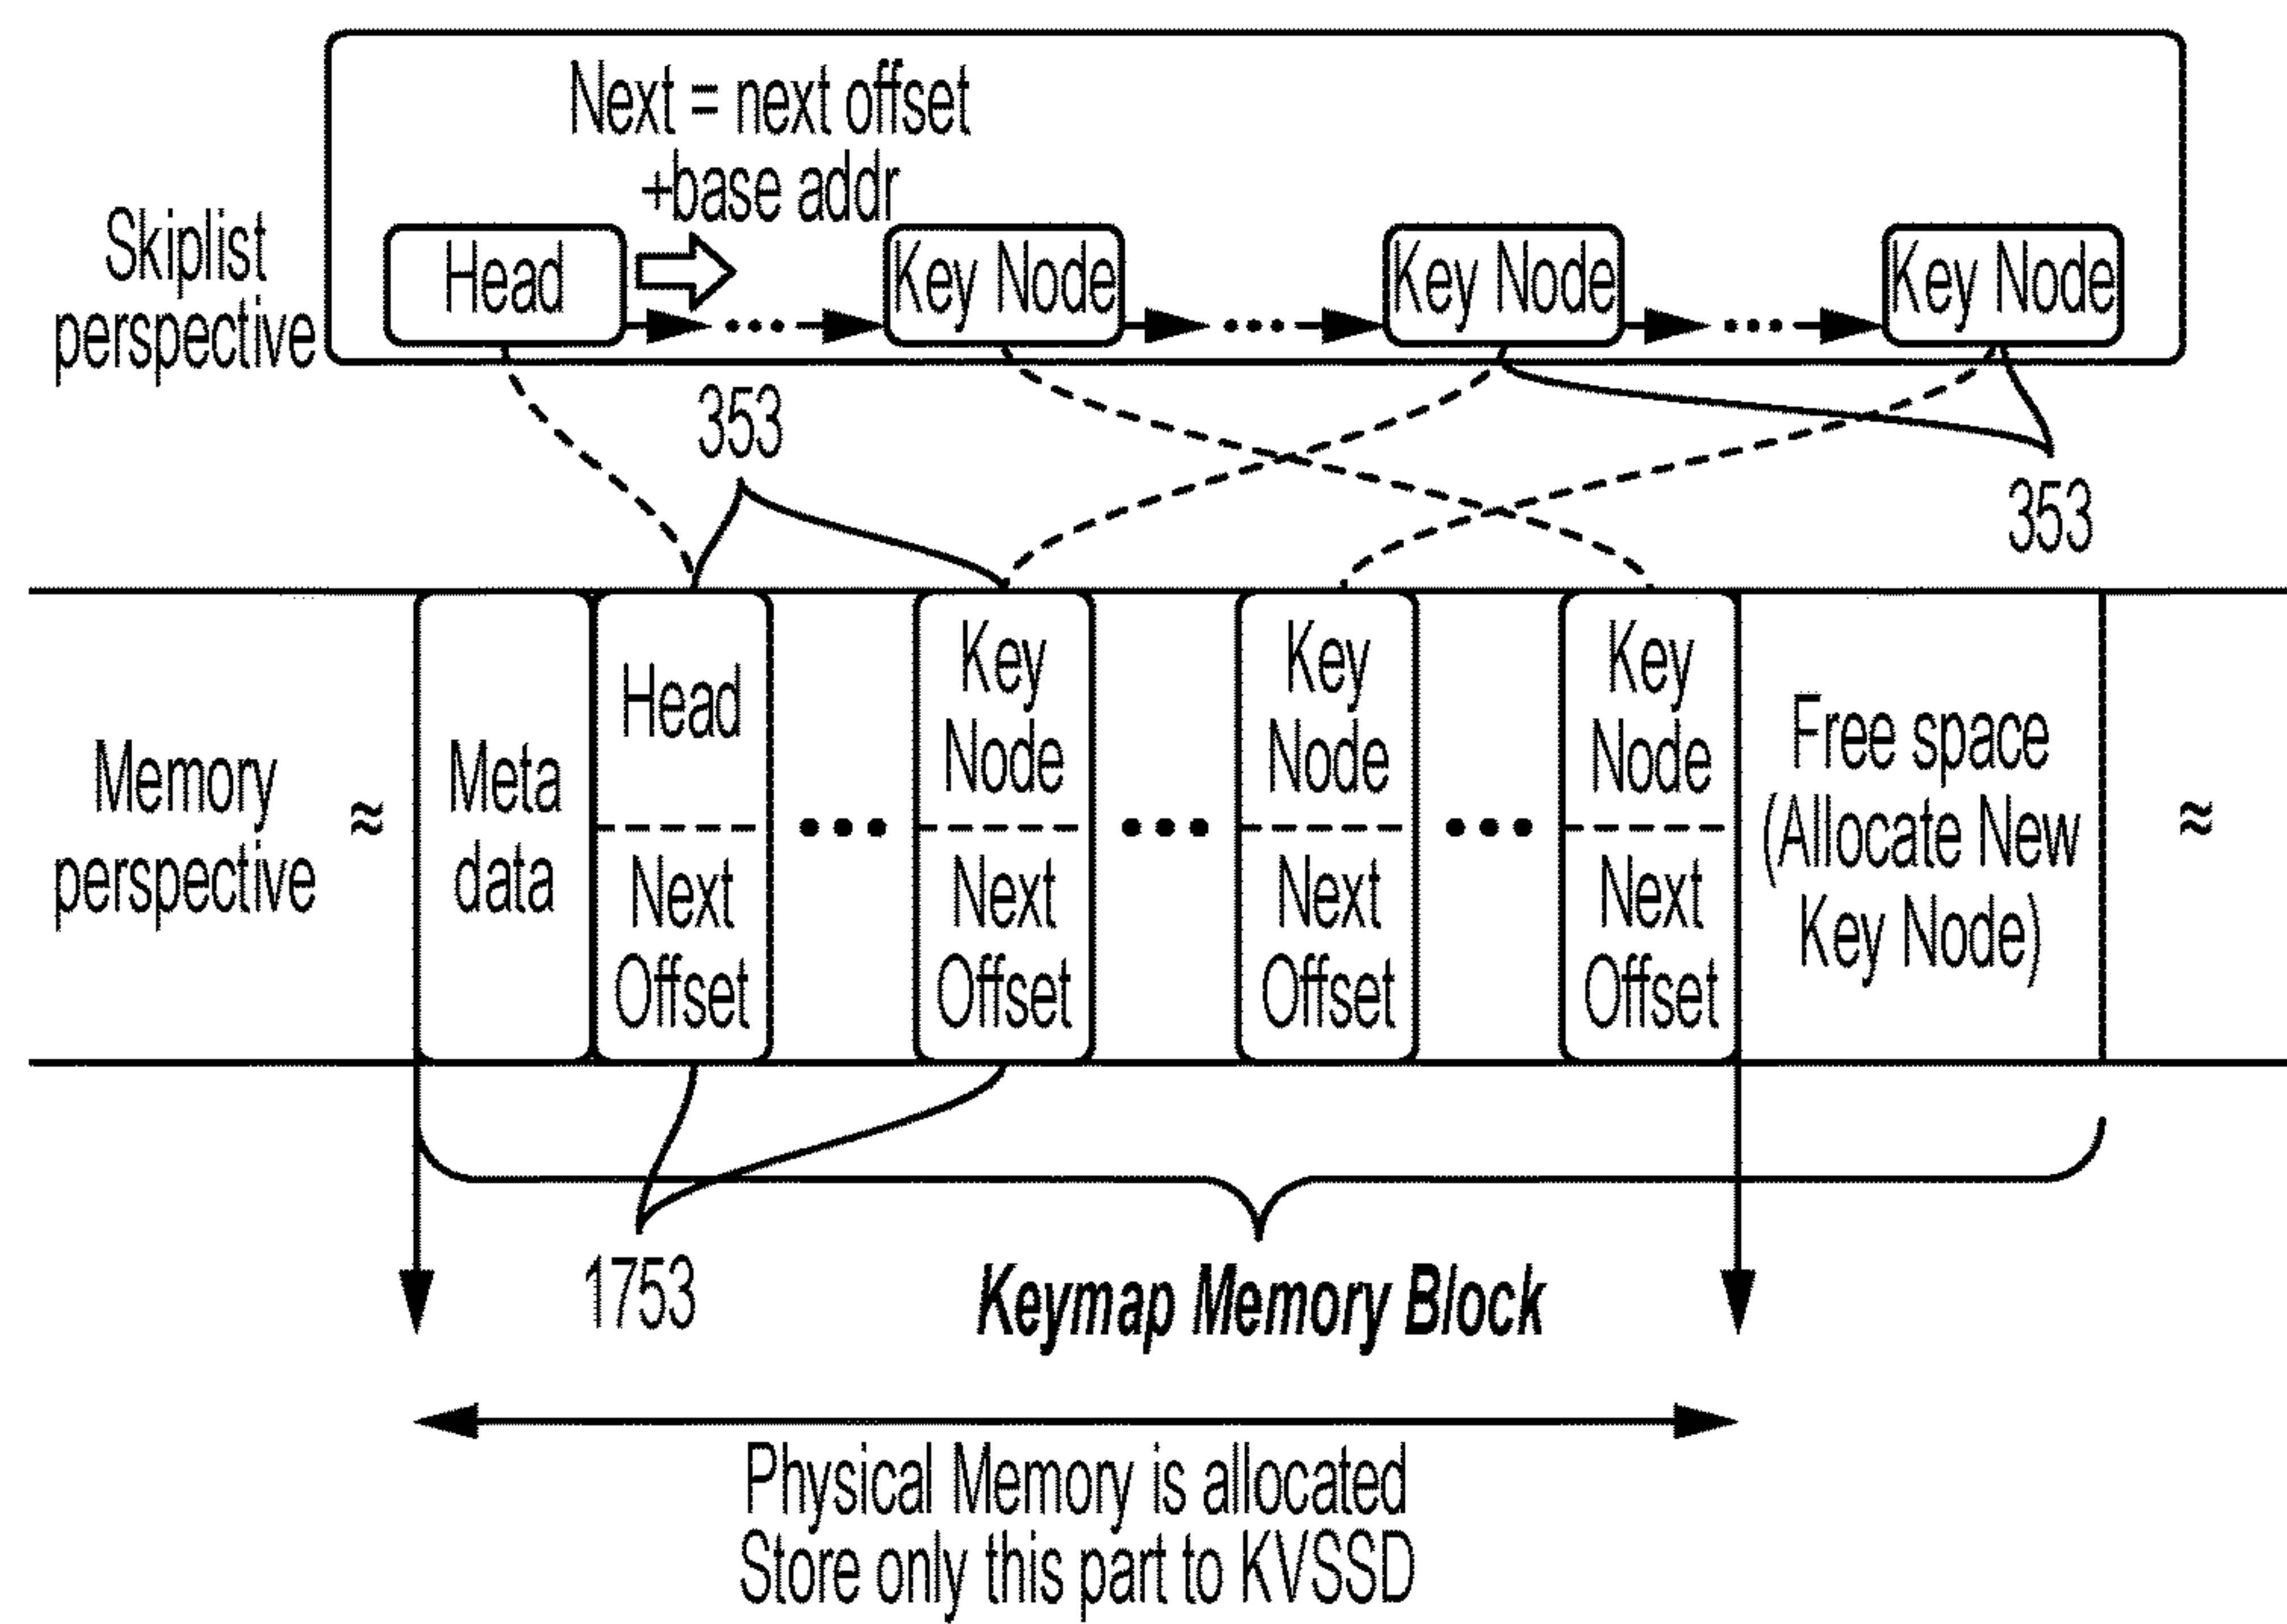 Next = next offset
+base addr
Skiplist
perspective
Head
Key Node
Key Node
Key Node
353
353
Memory
perspective
≈
Meta
data
Head
Next
Offset
•••
Key
Node
Next
Offset
•••
Key
Node
Next
Offset
•••
Key
Node
Next
Offset
Free space
(Allocate New
Key Node)
≈
1753
Keymap Memory Block
Physical Memory is allocated
Store only this part to KVSSD